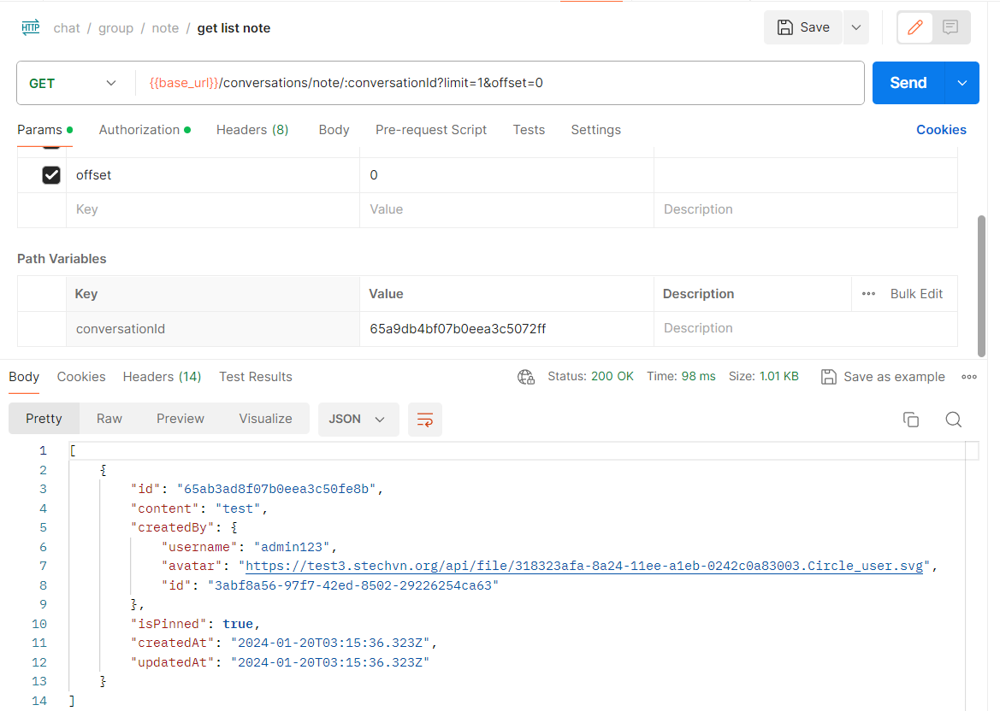 HTTP chat / group / note / get list note Save
GET {{base_url}}/conversations/note/:conversationId?limit=1&offset=0 Send
Params Authorization Headers (8) Body Pre-request Script Tests Settings Cookies
offset 0
Key Value Description
Path Variables
Key Value Description Bulk Edit
conversationId 65a9db4bf07b0eea3c5072ff Description
Body Cookies Headers (14) Test Results Status: 200 OK Time: 98 ms Size: 1.01 KB Save as example
Pretty Raw Preview Visualize JSON
1 [
2 {
3 "id": "65ab3ad8f07b0eea3c50fe8b",
4 "content": "test",
5 "createdBy": {
6 "username": "admin123",
7 "avatar": "https://test3.stechvn.org/api/file/318323afa-8a24-11ee-a1eb-0242c0a83003.Circle_user.svg",
8 "id": "3abf8a56-97f7-42ed-8502-29226254ca63"
9 },
10 "isPinned": true,
11 "createdAt": "2024-01-20T03:15:36.323Z",
12 "updatedAt": "2024-01-20T03:15:36.323Z"
13 }
14 ]